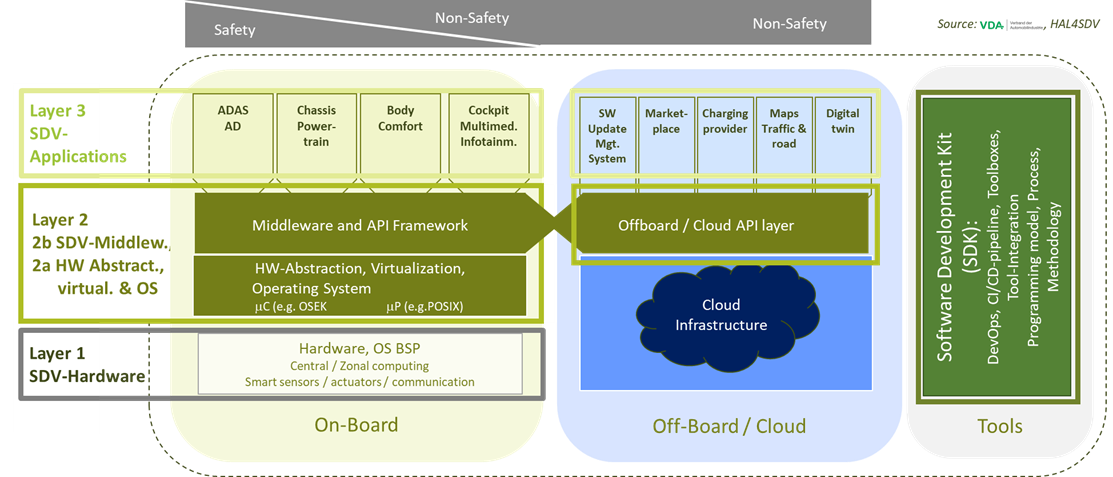 Safety
Non-Safety
Non-Safety
Source: VDA Verband der
Automobilindustrie, HAL4SDV
Layer 3
SDV-
Applications
ADAS
AD
Chassis
Power-
train
Body
Comfort
Cockpit
Multimed.
Infotainm.
SW
Update
Mgt.
System
Market-
place
Charging
provider
Maps
Traffic &
road
Digital
twin
Layer 2
2b SDV-Middlew.,
2a HW Abstract.,
virtual. & OS
Middleware and API Framework
Offboard / Cloud API layer
HW-Abstraction, Virtualization,
Operating System
µC (e.g. OSEK
µP (e.g.POSIX)
Cloud
Infrastructure
Layer 1
SDV-Hardware
Hardware, OS BSP
Central / Zonal computing
Smart sensors / actuators / communication
On-Board
Off-Board / Cloud
Software Development Kit
(SDK):
DevOps, CI/CD-pipeline, Toolboxes,
Tool-Integration
Programming model, Process,
Methodology
Tools